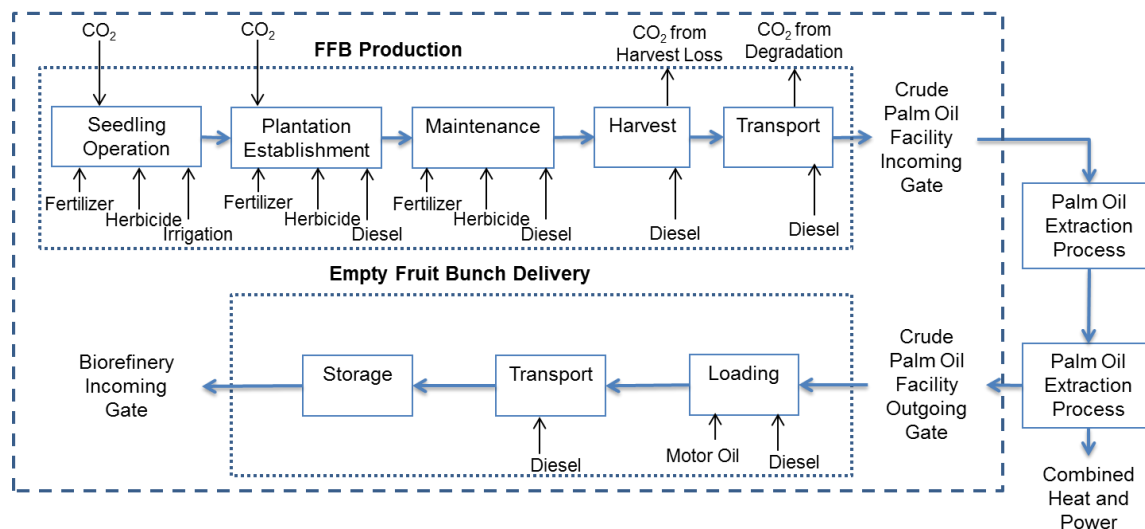 CO2
CO2
FFB Production
CO2 from
Harvest Loss
CO2 from
Degradation
Seedling
Operation
Plantation
Establishment
Maintenance
Harvest
Transport
Crude
Palm Oil
Facility
Incoming
Gate
Fertilizer
Herbicide
Irrigation
Fertilizer
Herbicide
Diesel
Fertilizer
Herbicide
Diesel
Diesel
Diesel
Palm Oil
Extraction
Process
Empty Fruit Bunch Delivery
Biorefinery
Incoming
Gate
Storage
Transport
Loading
Crude
Palm Oil
Facility
Outgoing
Gate
Palm Oil
Extraction
Process
Diesel
Motor Oil
Diesel
Combined
Heat and
Power